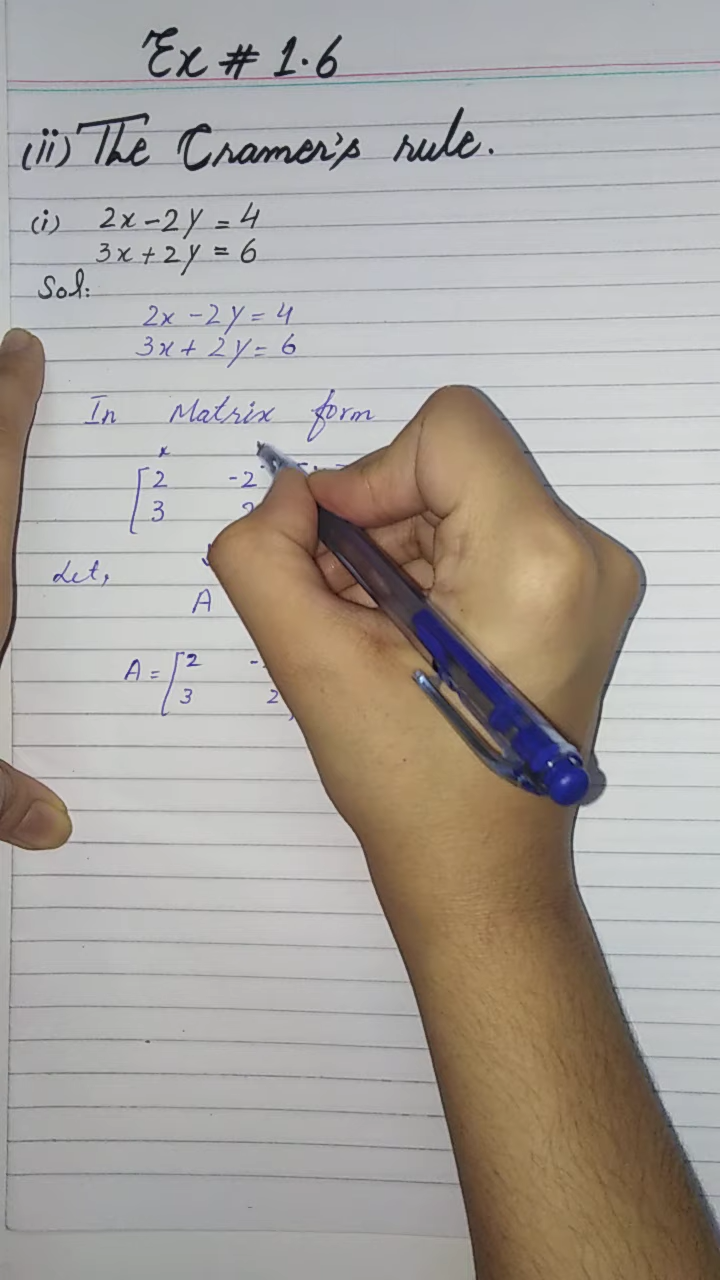 Ex # 1.6
(ii) The Cramer's rule.
(i) 2x - 2y = 4
3x + 2y = 6
Sol:
2x - 2y = 4
3x + 2y = 6
In Matrix form
x
[2 -2
3 2
Let,
A
A = [2 -
3 2